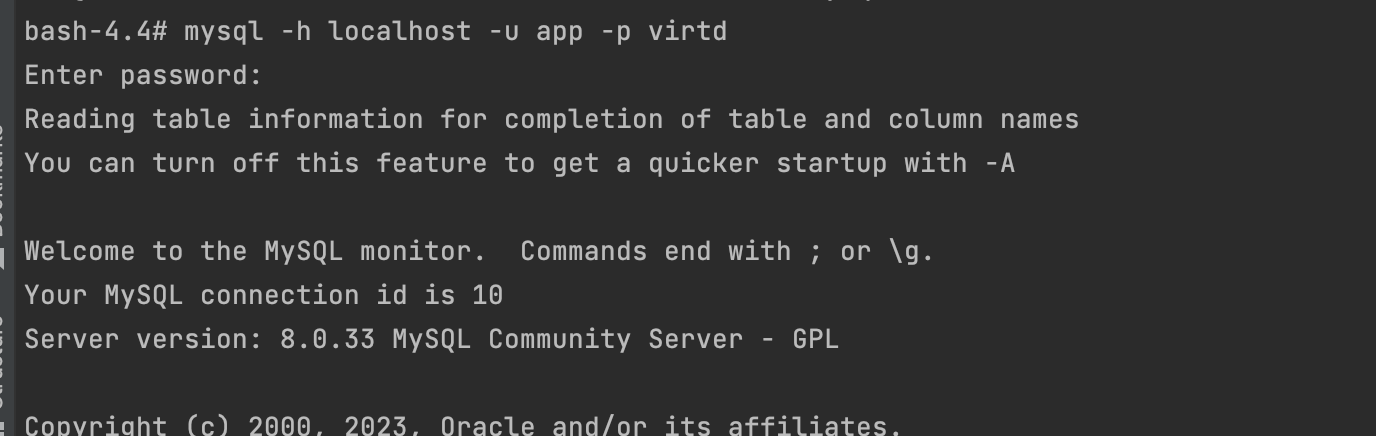 bash-4.4# mysql -h localhost -u app -p virtd
Enter password:
Reading table information for completion of table and column names
You can turn off this feature to get a quicker startup with -A
Welcome to the MySQL monitor.  Commands end with ; or \g.
Your MySQL connection id is 10
Server version: 8.0.33 MySQL Community Server - GPL
Copyright (c) 2000, 2023, Oracle and/or its affiliates.
Bookmarks
Structure